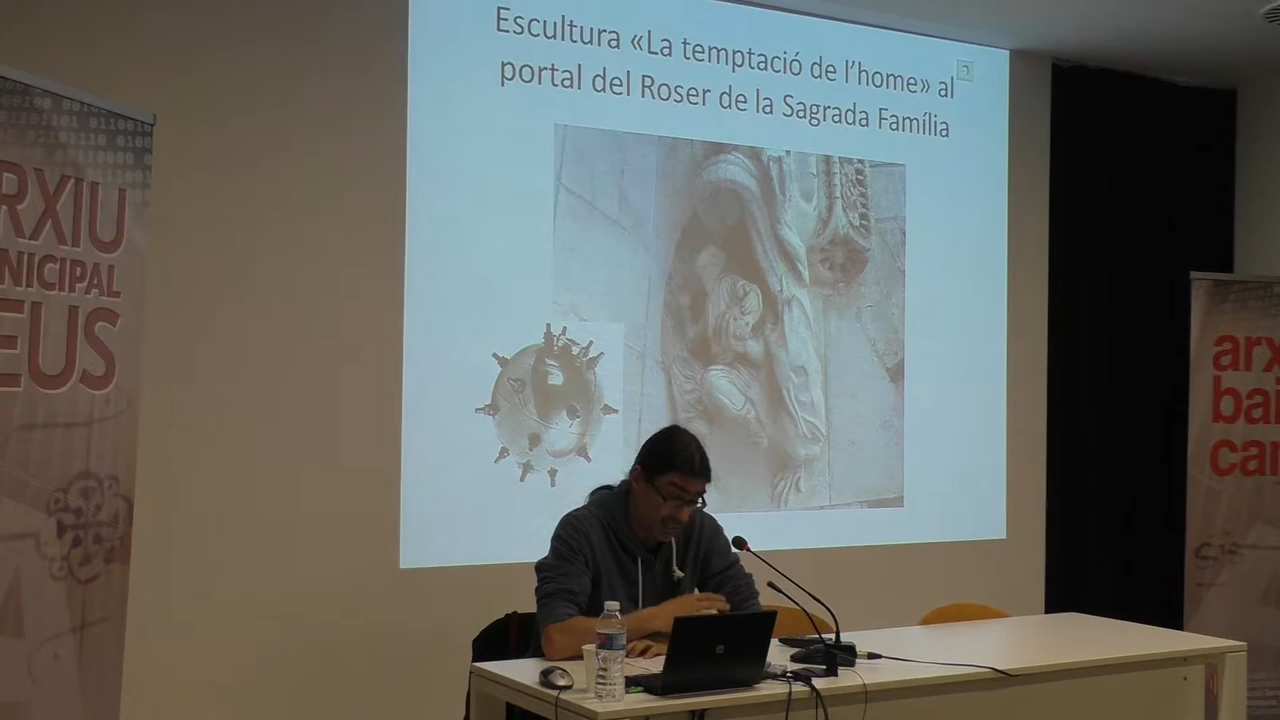 Escultura «La temptació de l'home» al
portal del Roser de la Sagrada Família
RXIU
NICIPAL
EUS
arx
bai
can
hp